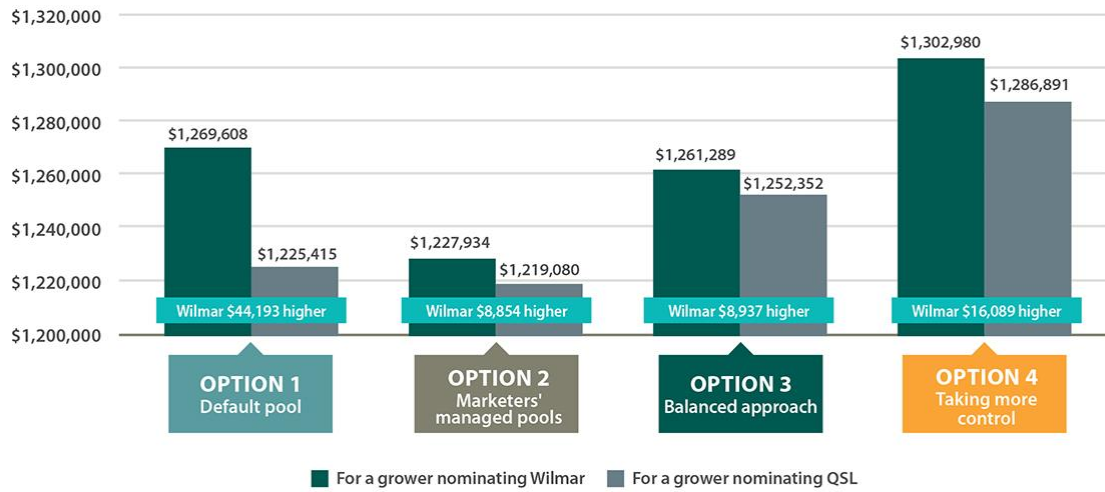 $1,320,000
$1,300,000
$1,280,000
$1,260,000
$1,240,000
$1,220,000
$1,200,000
$1,269,608
$1,225,415
Wilmar $44,193 higher
$1,227,934
$1,219,080
Wilmar $8,854 higher
$1,261,289
$1,252,352
Wilmar $8,937 higher
$1,302,980
$1,286,891
Wilmar $16,089 higher
OPTION 1
Default pool
OPTION 2
Marketers'
managed pools
OPTION 3
Balanced approach
OPTION 4
Taking more
control
For a grower nominating Wilmar
For a grower nominating QSL